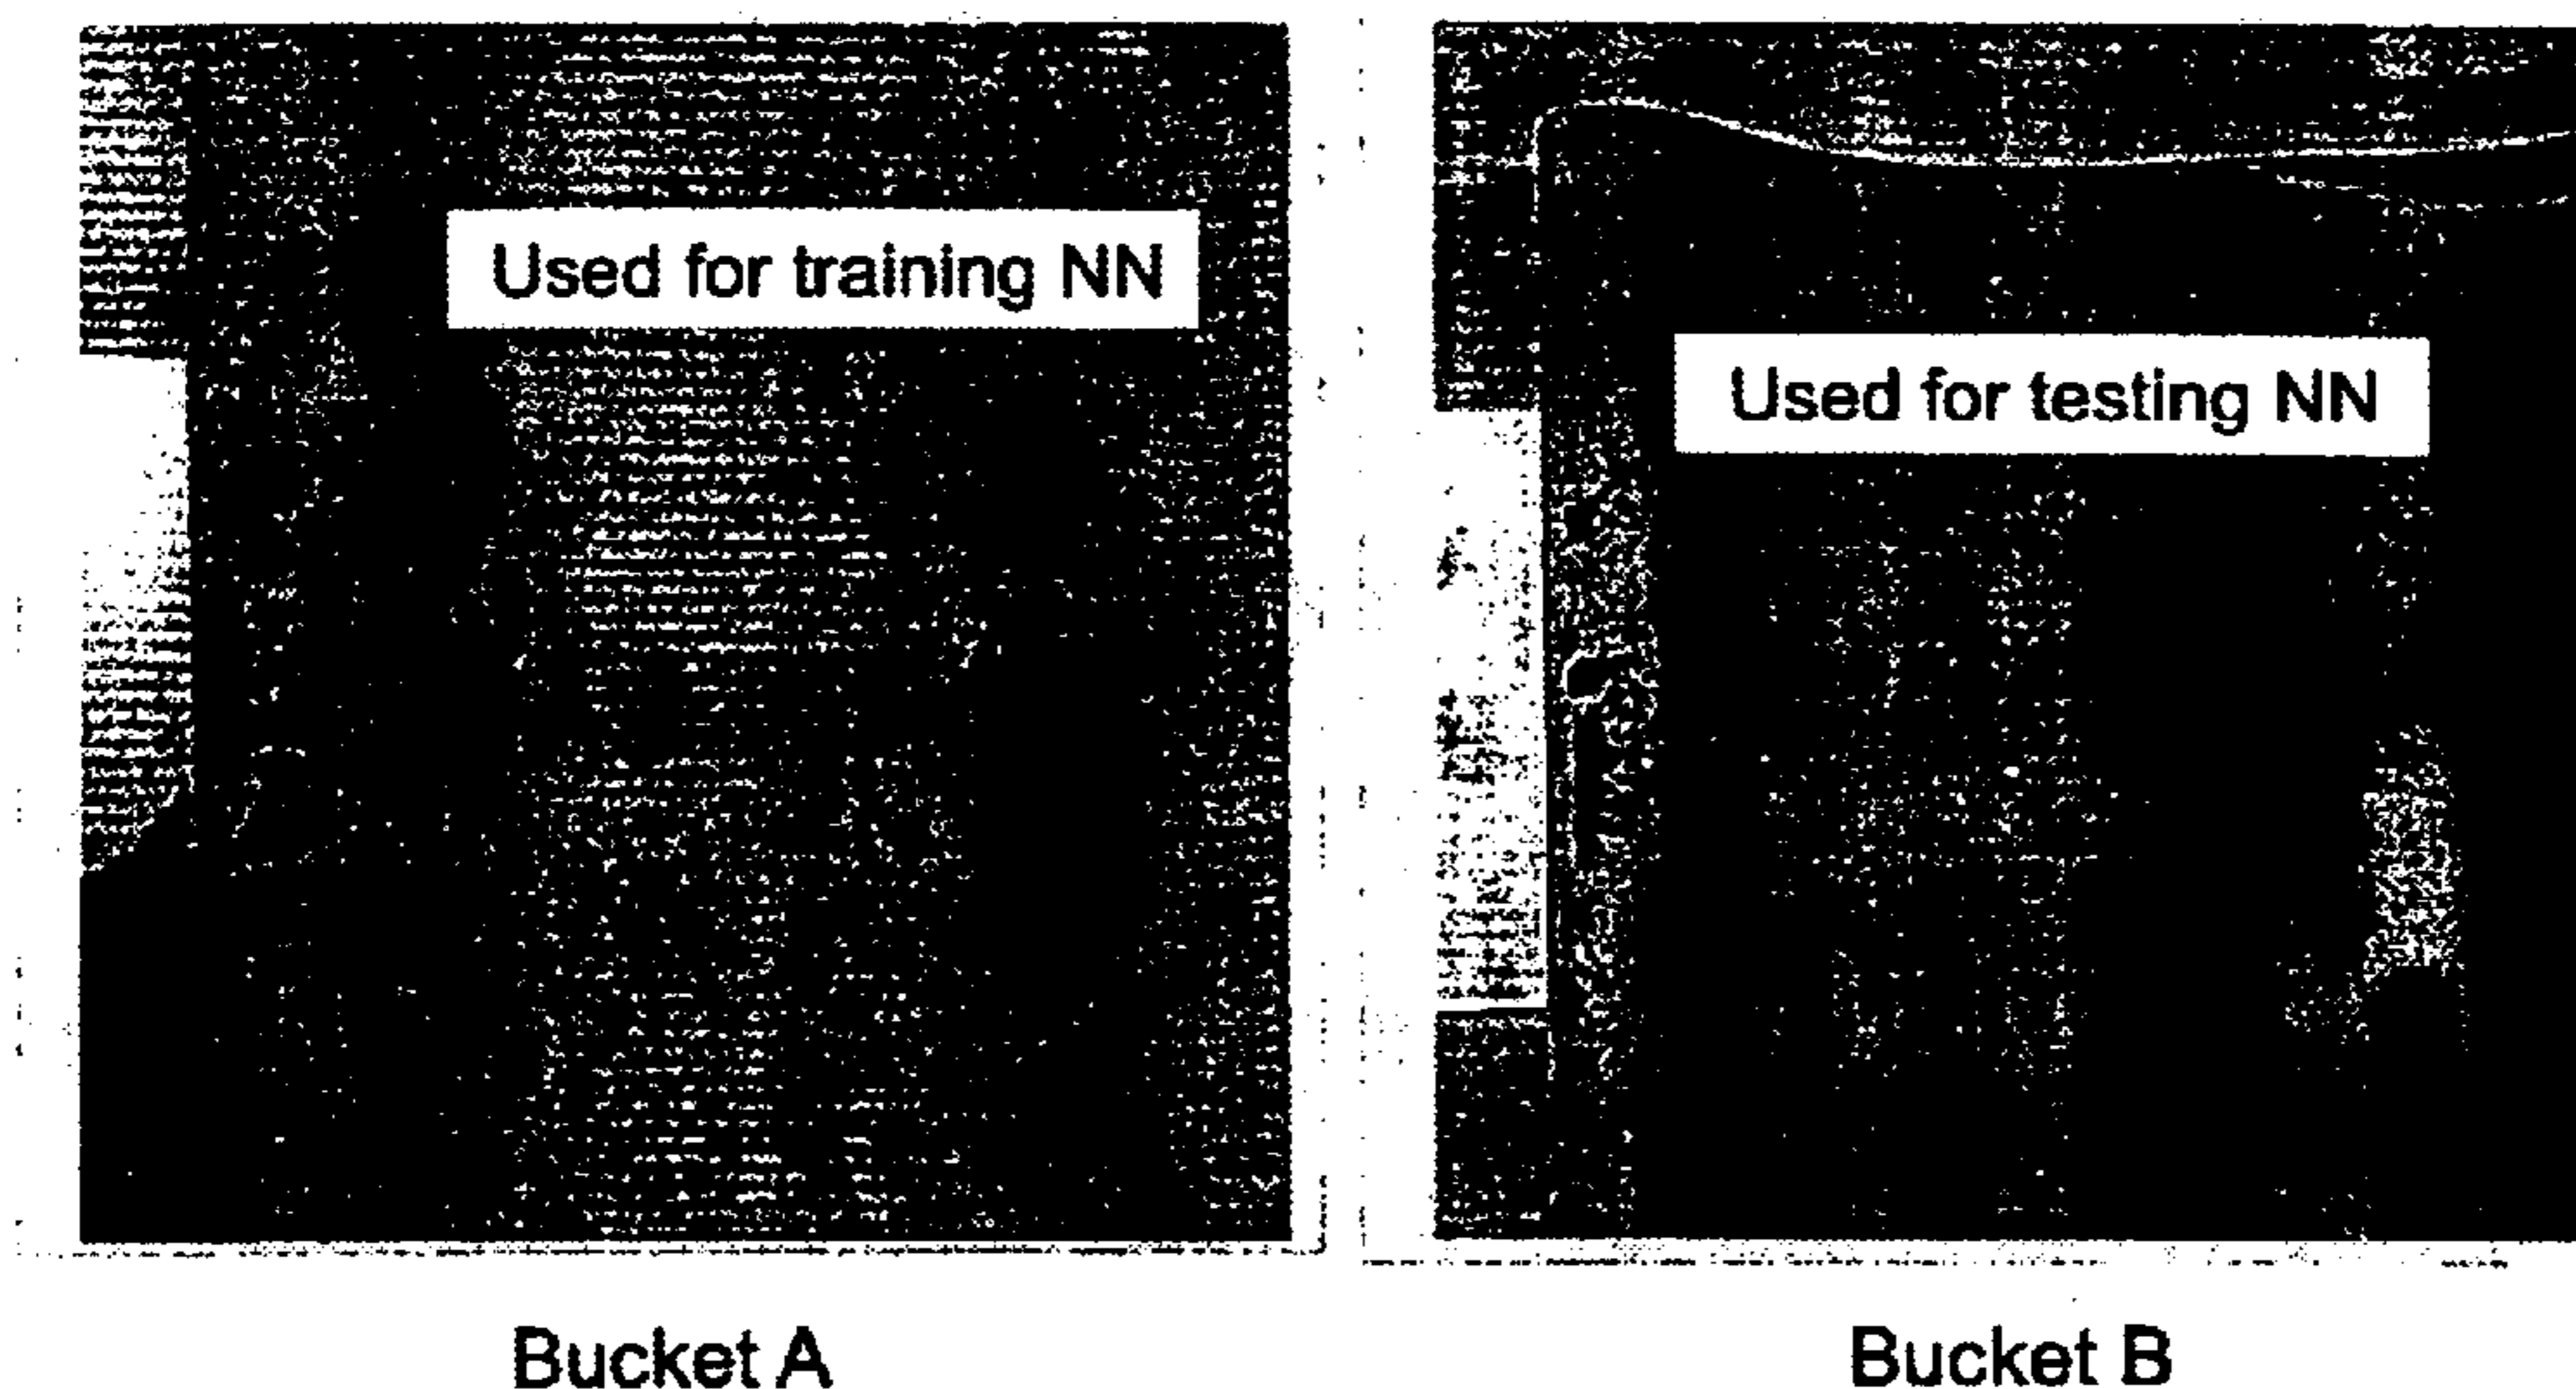 Used for training NN
Used for testing NN
Bucket A
Bucket B